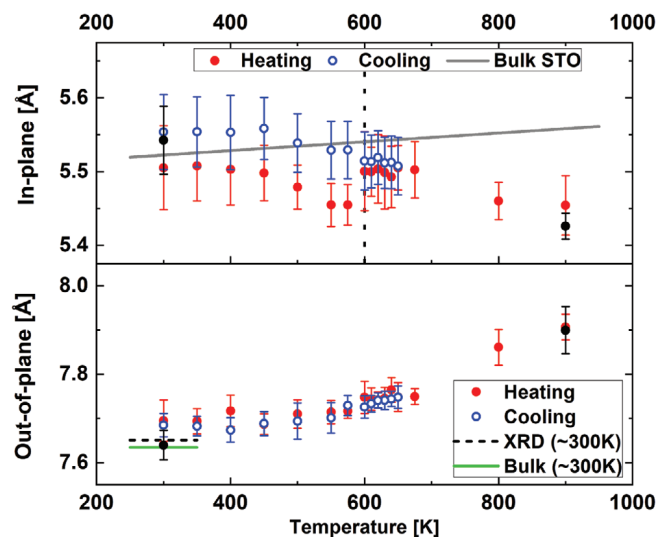 200 400 600 800 1000
Heating Cooling Bulk STO
In-plane [Å]
5.6
5.5
5.4
Out-of-plane [Å]
8.0
7.8
7.6
Heating
Cooling
XRD (~300K)
Bulk (~300K)
200 400 600 800 1000
Temperature [K]